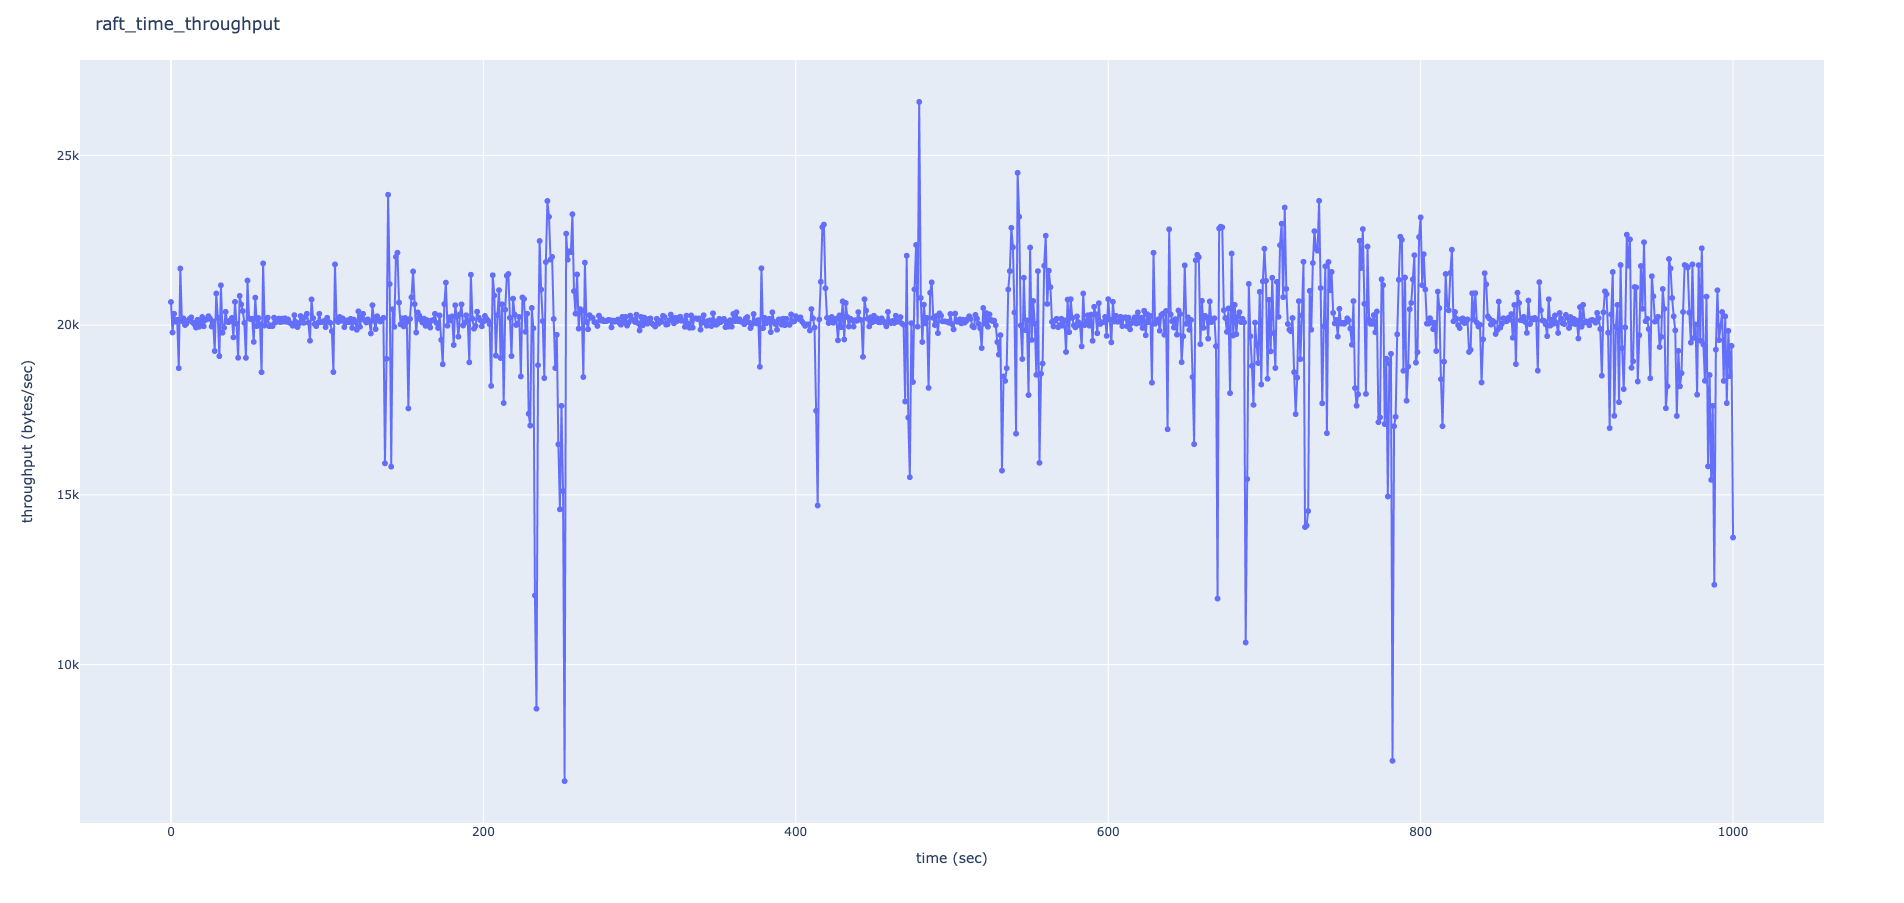 raft_time_throughput
throughput (bytes/sec)
25k
20k
15k
10k
0
200
400
600
800
1000
time (sec)